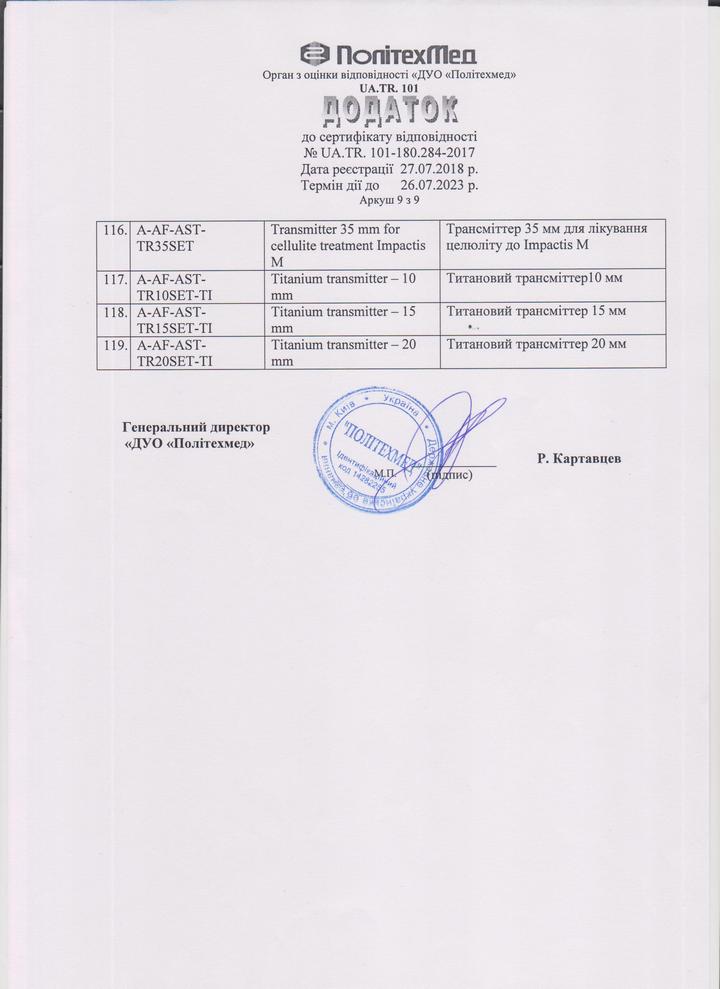 ПолітехМед
Орган з оцінки відповідності «ДУО «Політехмед»
UA.TR. 101
ДОДАТОК
до сертифікату відповідності
№ UA.TR. 101-180.284-2017
Дата реєстрації 27.07.2018 р.
Термін дії до 26.07.2023 р.
Аркуш 9 з 9
116. A-AF-AST- Transmitter 35 mm for Трансміттер 35 мм для лікування
TR35SET cellulite treatment Impactis целюліту до Impactis M
M
117. A-AF-AST- Titanium transmitter – 10 Титановий трансміттер10 мм
TR10SET-TI mm
118. A-AF-AST- Titanium transmitter – 15 Титановий трансміттер 15 мм
TR15SET-TI mm
119. A-AF-AST- Titanium transmitter – 20 Титановий трансміттер 20 мм
TR20SET-TI mm
Генеральний директор
«ДУО «Політехмед»
Р. Картавцев
М.П. (підпис)
м. Київ * Україна *
"ПОЛІТЕХМЕД"
Ідентифікаційний
код 14282255